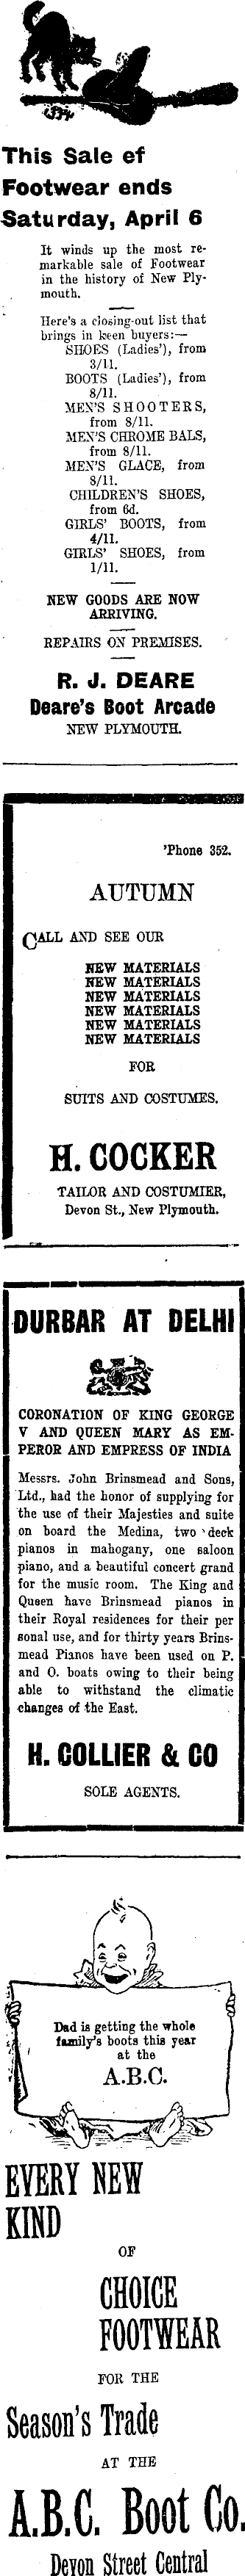 This Sale of
Footwear ends
Saturday, April 6
It winds up the most re-
markable sale of Footwear
in the history of New Ply-
mouth.
Here's a closing-out list that
brings in keen buyers:—
SHOES (Ladies'), from
3/11.
BOOTS (Ladies'), from
8/11.
MEN'S SHOOTERS,
from 8/11.
MEN'S CHROME BALS,
from 8/11.
MEN'S GLACE, from
8/11.
CHILDREN'S SHOES,
from 6d.
GIRLS' BOOTS, from
4/11.
GIRLS' SHOES, from
1/11.
NEW GOODS ARE NOW
ARRIVING.
REPAIRS ON PREMISES.
R. J. DEARE
Deare's Boot Arcade
NEW PLYMOUTH.
'Phone 352.
AUTUMN
CALL AND SEE OUR
NEW MATERIALS
NEW MATERIALS
NEW MATERIALS
NEW MATERIALS
NEW MATERIALS
NEW MATERIALS
FOR
SUITS AND COSTUMES.
H. COCKER
TAILOR AND COSTUMIER,
Devon St., New Plymouth.
DURBAR AT DELHI
CORONATION OF KING GEORGE
V AND QUEEN MARY AS EM-
PEROR AND EMPRESS OF INDIA
Messrs. John Brinsmead and Sons,
Ltd., had the honor of supplying for
the use of their Majesties and suite
on board the Medina, two deck
pianos in mahogany, one saloon
piano, and a beautiful concert grand
for the music room. The King and
Queen have Brinsmead pianos in
their Royal residences for their per
sonal use, and for thirty years Brins-
mead Pianos have been used on P.
and O. boats owing to their being
able to withstand the climatic
changes of the East.
H. COLLIER & CO
SOLE AGENTS.
Dad is getting the whole
family's boots this year
at the
A.B.C.
EVERY NEW
KIND
OF
CHOICE
FOOTWEAR
FOR THE
Season's Trade
AT THE
A.B.C. Boot Co.
Devon Street Central